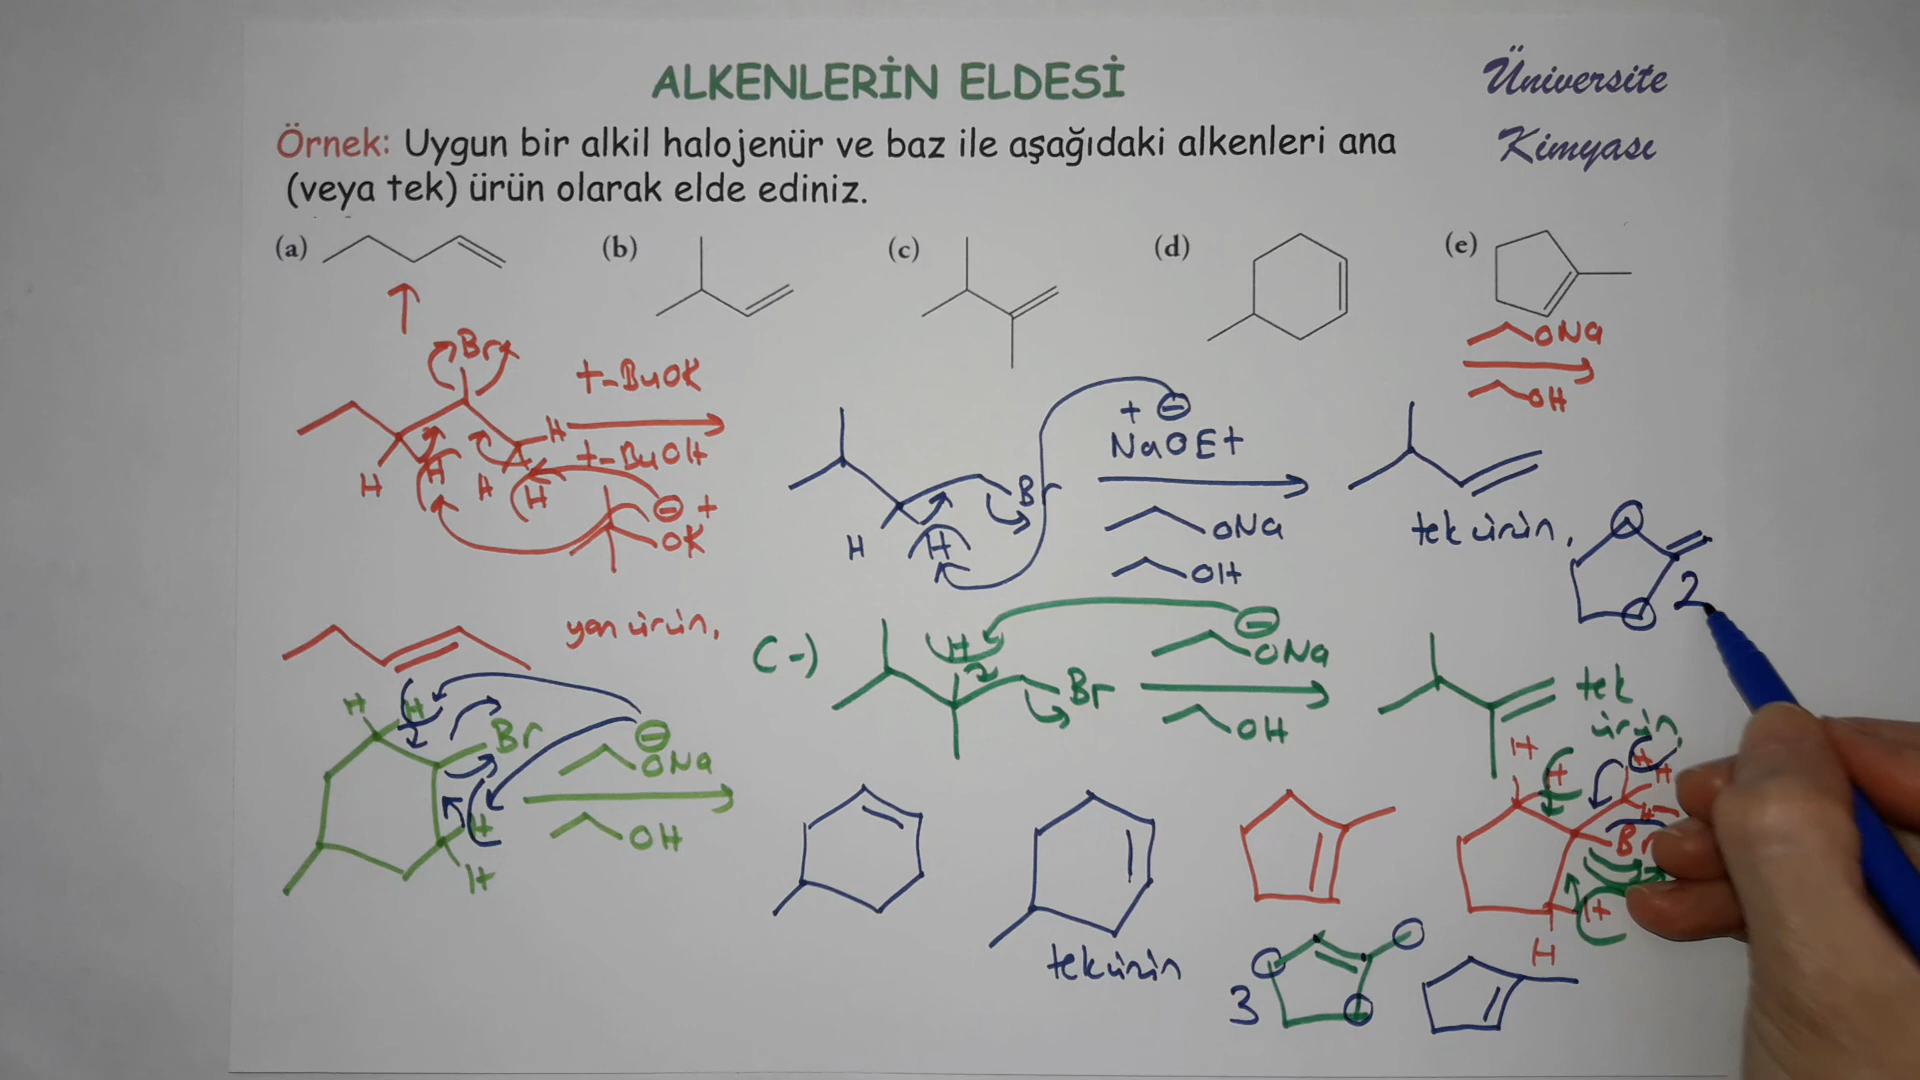 ALKENLERİN ELDESİ
Üniversite
Kimyası
Örnek: Uygun bir alkil halojenür ve baz ile aşağıdaki alkenleri ana
(veya tek) ürün olarak elde ediniz.
(a) (b) (c) (d) (e)
ONa
OH
Br
t-BuOK
t-BuOH
H
H
H
H
H
- +
OK
+ -
NaOEt
Br
H
H
ONa
OH
tek ürün,
2
yan ürün,
C-)
H
Br
-
ONa
OH
tek
ürün,
H
H
Br
H
H
-
ONa
OH
tek ürün
H
H
H
H
H
Br
H
H
3